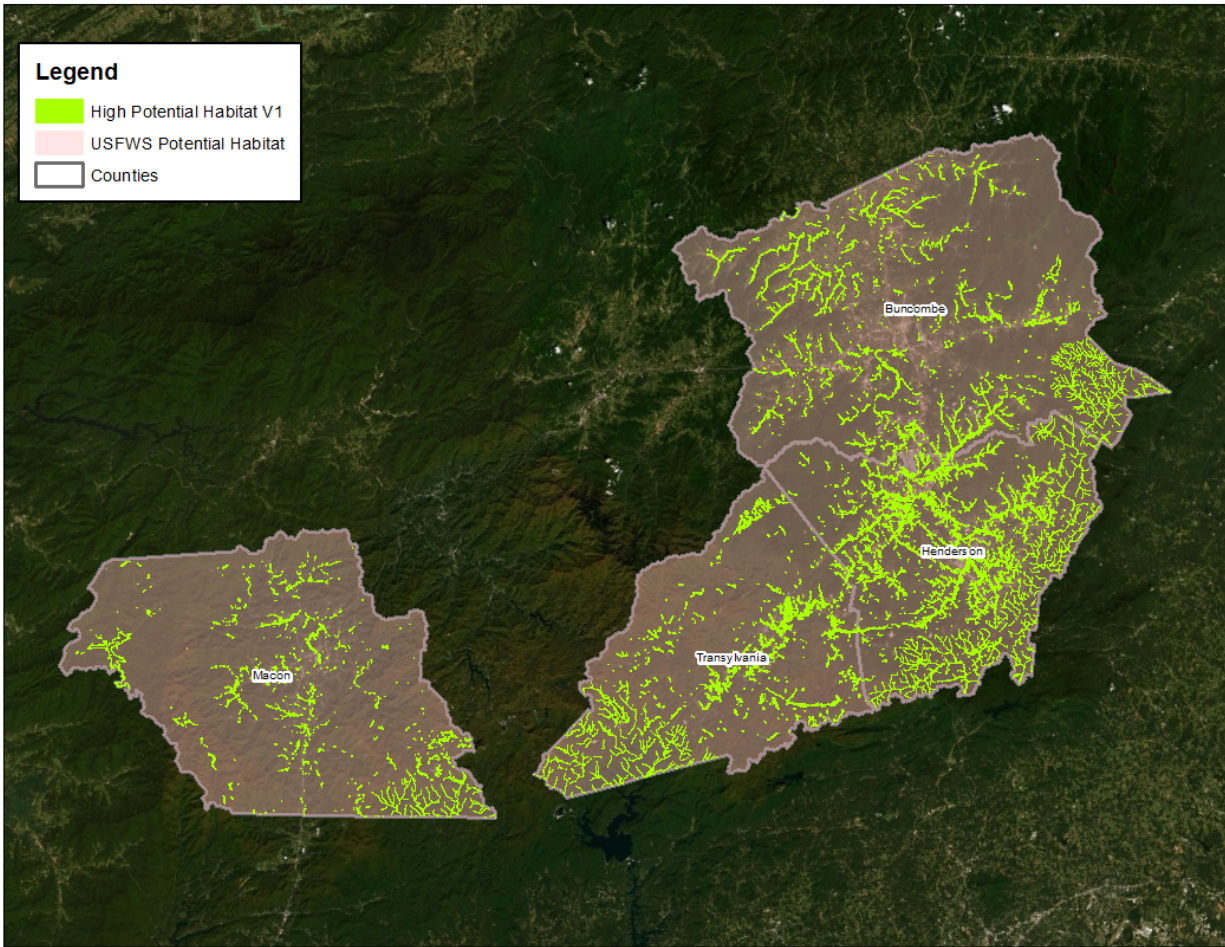 Legend
High Potential Habitat V1
USFWS Potential Habitat
Counties
Buncombe
Henderson
Transylvania
Macon